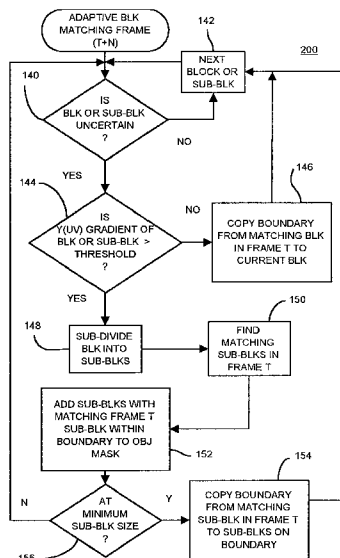 ADAPTIVE BLK
MATCHING FRAME
(T+N)
142
200
NEXT
BLOCK OR
SUB-BLK
140
IS
BLK OR SUB-BLK
UNCERTAIN
?
NO
YES
144
146
IS
Y(UV) GRADIENT OF
BLK OR SUB-BLK >
THRESHOLD
?
NO
COPY BOUNDARY
FROM MATCHING BLK
IN FRAME T TO
CURRENT BLK
YES
150
148
SUB-DIVIDE
BLK INTO
SUB-BLKS
FIND
MATCHING
SUB-BLKS IN
FRAME T
ADD SUB-BLKS WITH
MATCHING FRAME T
SUB-BLK WITHIN
BOUNDARY TO OBJ
MASK
152
154
N
AT
MINIMUM
SUB-BLK SIZE
?
Y
COPY BOUNDARY
FROM MATCHING
SUB-BLK IN FRAME T
TO SUB-BLKS ON
BOUNDARY